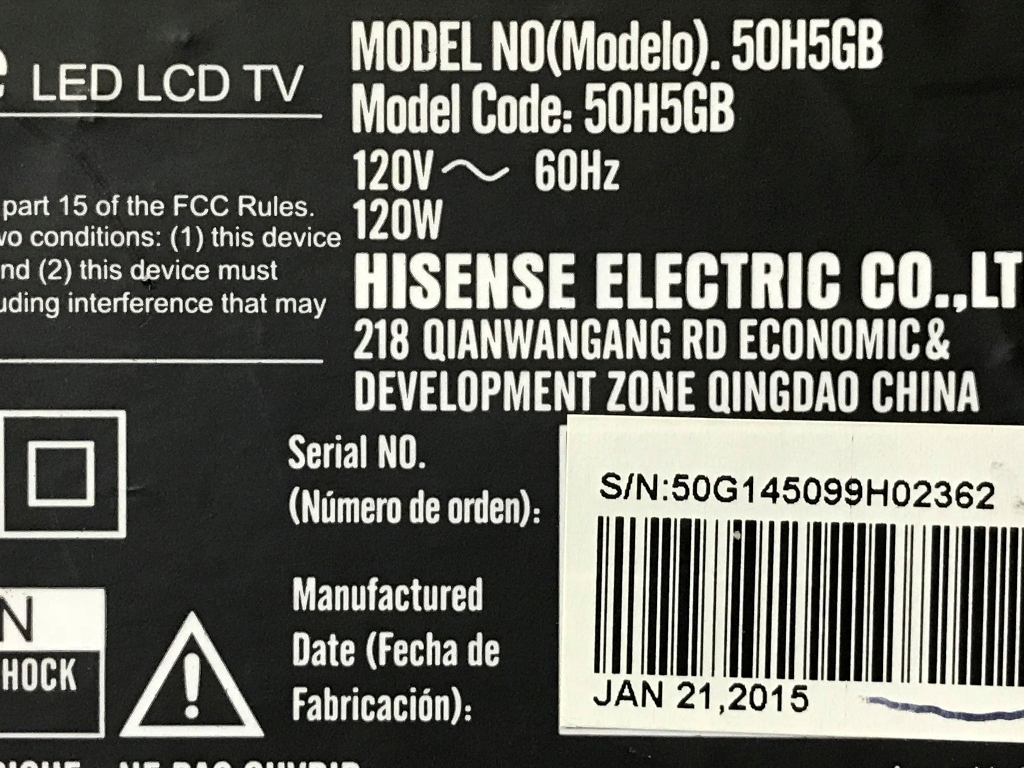 LED LCD TV
part 15 of the FCC Rules.
wo conditions: (1) this device
nd (2) this device must
uding interference that may
MODEL NO(Modelo). 50H5GB
Model Code: 50H5GB
120V～ 60Hz
120W
HISENSE ELECTRIC CO.,LT
218 QIANWANGANG RD ECONOMIC&
DEVELOPMENT ZONE QINGDAO CHINA
Serial NO.
(Número de orden):
S/N:50G145099H02362
Manufactured
Date (Fecha de
Fabricación):
JAN 21,2015
N
HOCK